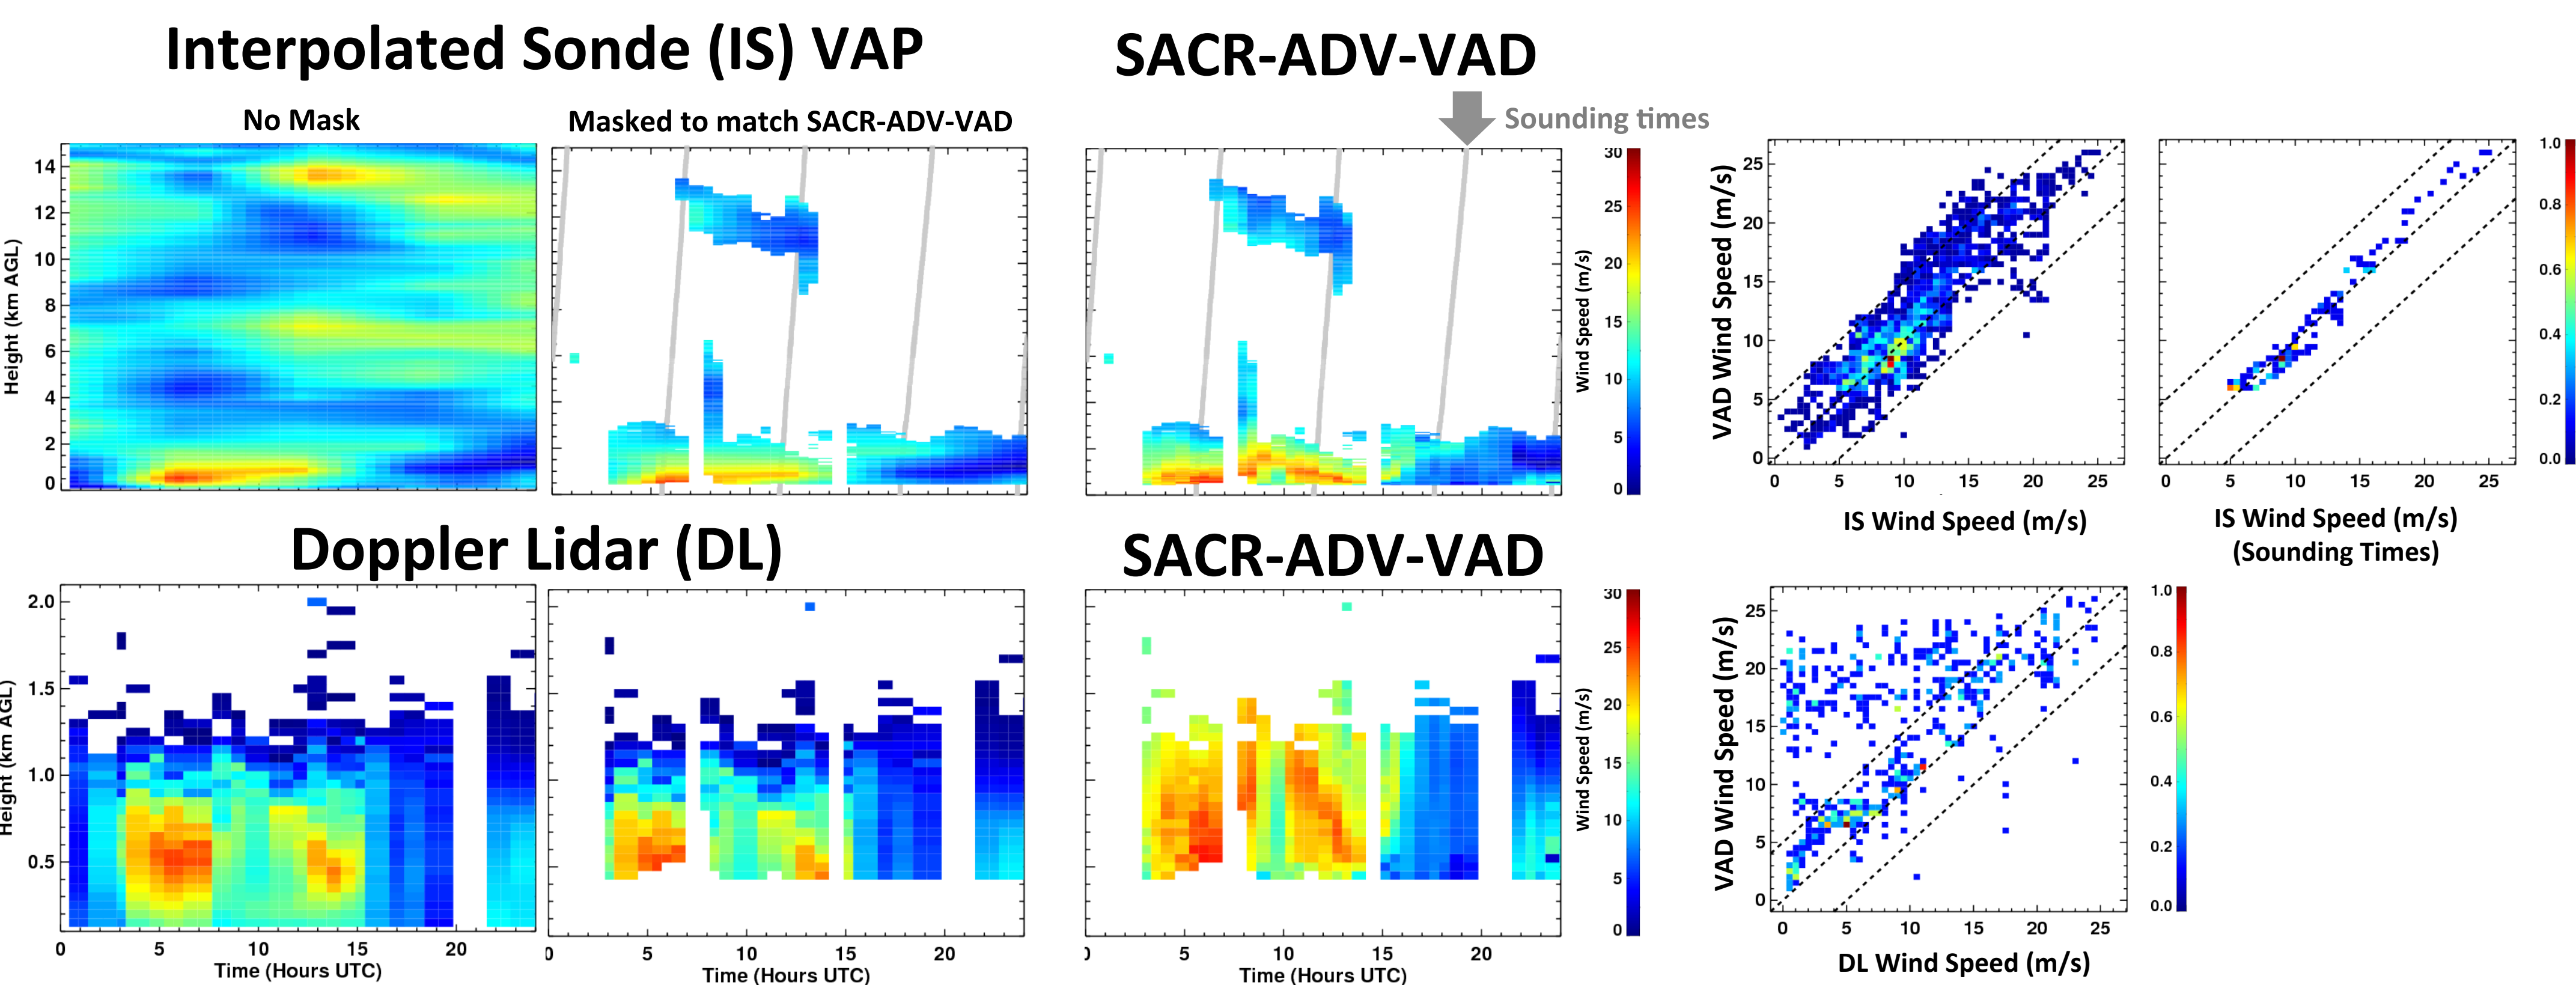 Interpolated Sonde (IS) VAP
SACR-ADV-VAD
No Mask
Masked to match SACR-ADV-VAD
Sounding times
Height (km AGL)
14
12
10
8
6
4
2
0
Wind Speed (m/s)
30
25
20
15
10
5
0
VAD Wind Speed (m/s)
25
20
15
10
5
0
0 5 10 15 20 25
IS Wind Speed (m/s)
0 5 10 15 20 25
IS Wind Speed (m/s)
(Sounding Times)
1.0
0.8
0.6
0.4
0.2
0.0
Doppler Lidar (DL)
SACR-ADV-VAD
Height (km AGL)
2.0
1.5
1.0
0.5
0 5 10 15 20
Time (Hours UTC)
0 5 10 15 20
Time (Hours UTC)
0 5 10 15 20
Time (Hours UTC)
Wind Speed (m/s)
30
25
20
15
10
5
0
VAD Wind Speed (m/s)
25
20
15
10
5
0
0 5 10 15 20 25
DL Wind Speed (m/s)
1.0
0.8
0.6
0.4
0.2
0.0